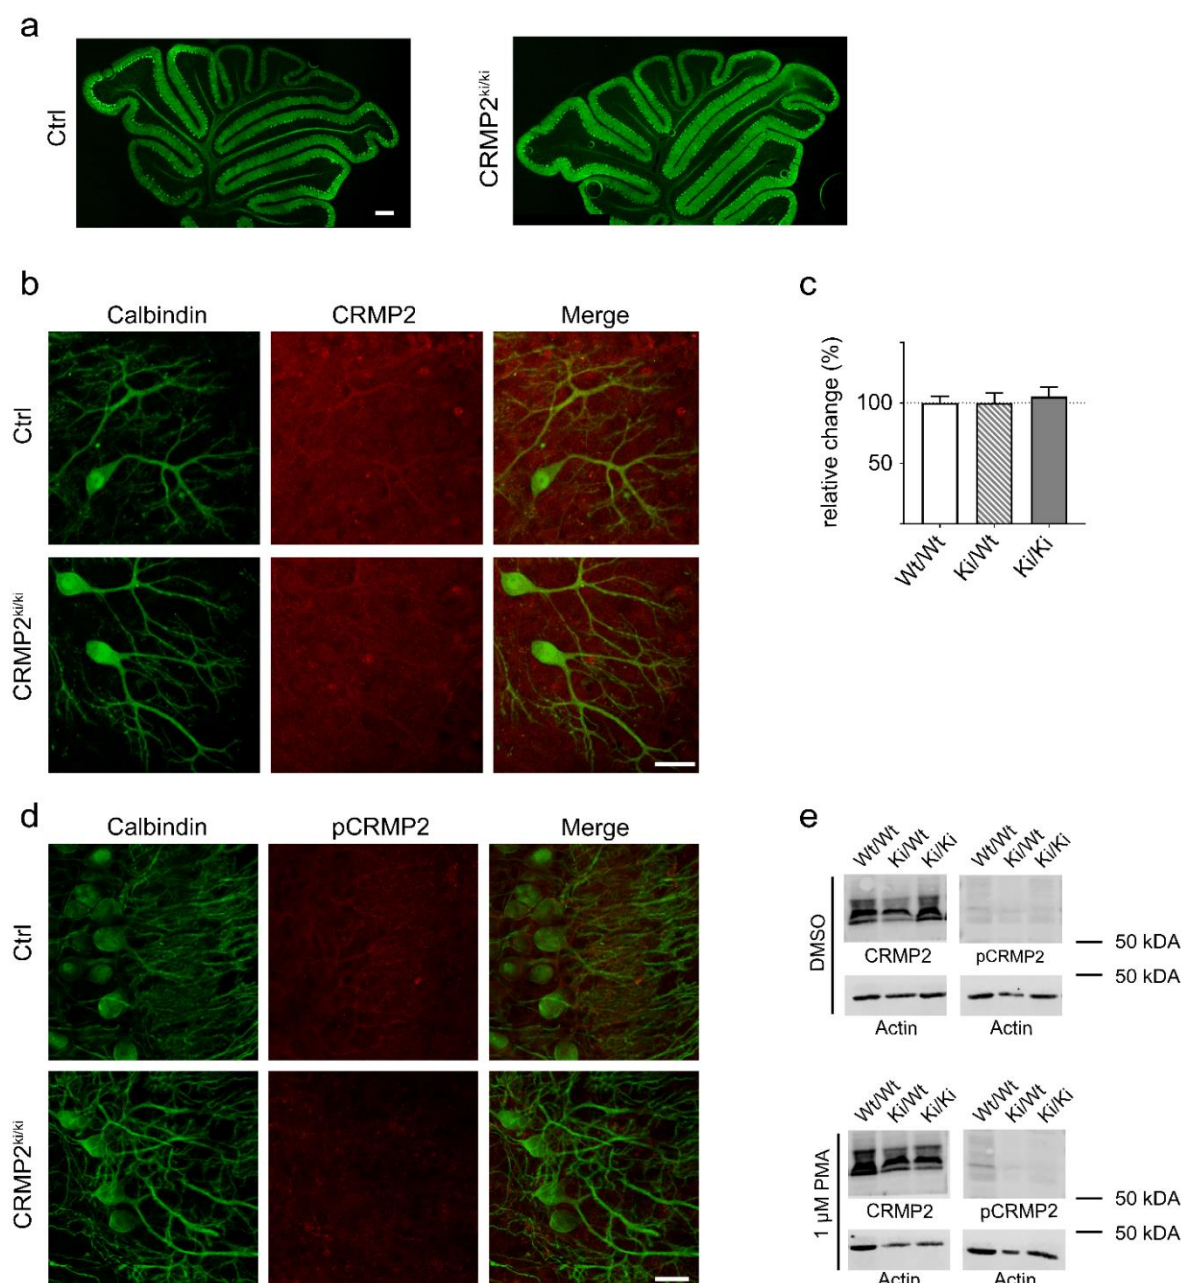 a
Ctrl
CRMP2ki/ki
b
Calbindin CRMP2 Merge
Ctrl
CRMP2ki/ki
c
relative change (%)
100
50
Wt/Wt Ki/Wt Ki/Ki
d
Calbindin pCRMP2 Merge
Ctrl
CRMP2ki/ki
e
Wt/Wt Ki/Wt Ki/Ki Wt/Wt Ki/Wt Ki/Ki
DMSO
CRMP2 pCRMP2
50 kDA
50 kDA
Actin Actin
Wt/Wt Ki/Wt Ki/Ki Wt/Wt Ki/Wt Ki/Ki
1 µM PMA
CRMP2 pCRMP2
50 kDA
50 kDA
Actin Actin